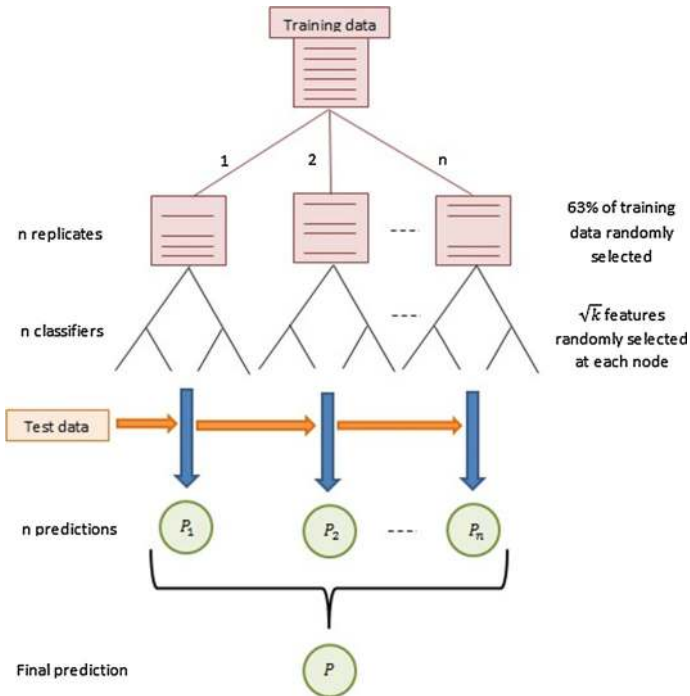 Training data
1
2
n
n replicates
----
63% of training
data randomly
selected
n classifiers
----
√k features
randomly selected
at each node
Test data
n predictions
P₁
P₂
----
Pₙ
Final prediction
P